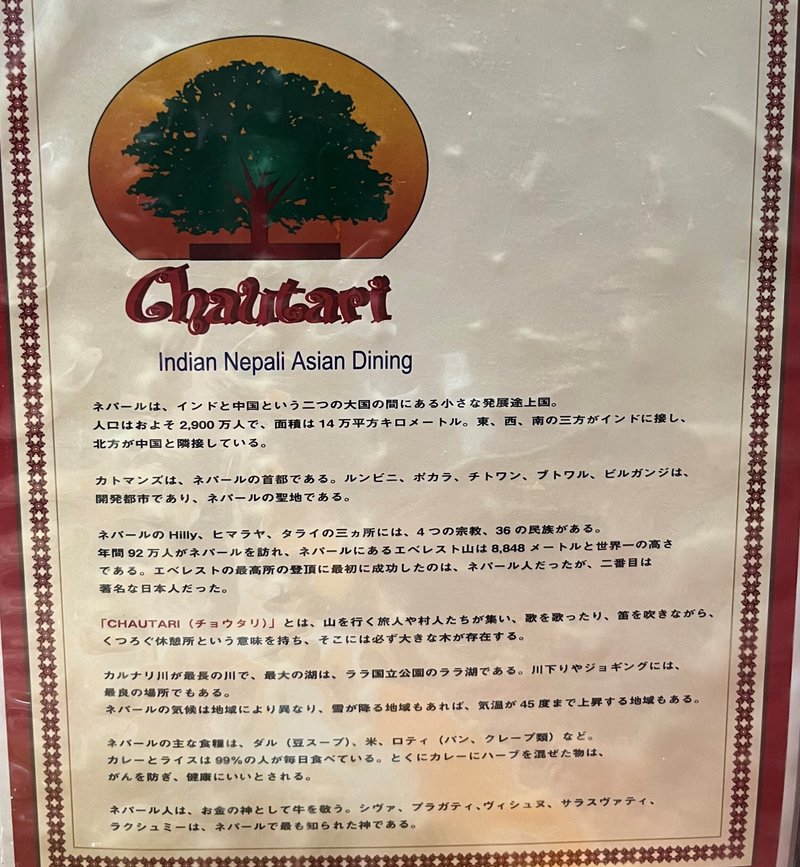 Chautari
Indian Nepali Asian Dining
ネパールは、インドと中国という二つの大国の間にある小さな発展途上国。
人口はおよそ 2,900 万人で、面積は 14 万平方キロメートル。東、西、南の三方がインドに接し、
北方が中国と隣接している。
カトマンズは、ネパールの首都である。ルンビニ、ポカラ、チトワン、ブトワル、ビルガンジは、
開発都市であり、ネパールの聖地である。
ネパールの Hilly、ヒマラヤ、タライの三ヵ所には、4 つの宗教、36 の民族がある。
年間 92 万人がネパールを訪れ、ネパールにあるエベレスト山は 8,848 メートルと世界一の高さ
である。エベレストの最高所の登頂に最初に成功したのは、ネパール人だったが、二番目は
著名な日本人だった。
「CHAUTARI（チョウタリ）」とは、山を行く旅人や村人たちが集い、歌を歌ったり、笛を吹きながら、
くつろぐ休憩所という意味を持ち、そこには必ず大きな木が存在する。
カルナリ川が最長の川で、最大の湖は、ララ国立公園のララ湖である。川下りやジョギングには、
最良の場所でもある。
ネパールの気候は地域により異なり、雪が降る地域もあれば、気温が 45 度まで上昇する地域もある。
ネパールの主な食糧は、ダル（豆スープ）、米、ロティ（パン、クレープ類）など。
カレーとライスは 99％の人が毎日食べている。とくにカレーにハーブを混ぜた物は、
がんを防ぎ、健康にいいとされる。
ネパール人は、お金の神として牛を敬う。シヴァ、ブラガティ、ヴィシュヌ、サラスヴァティ、
ラクシュミーは、ネパールで最も知られた神である。